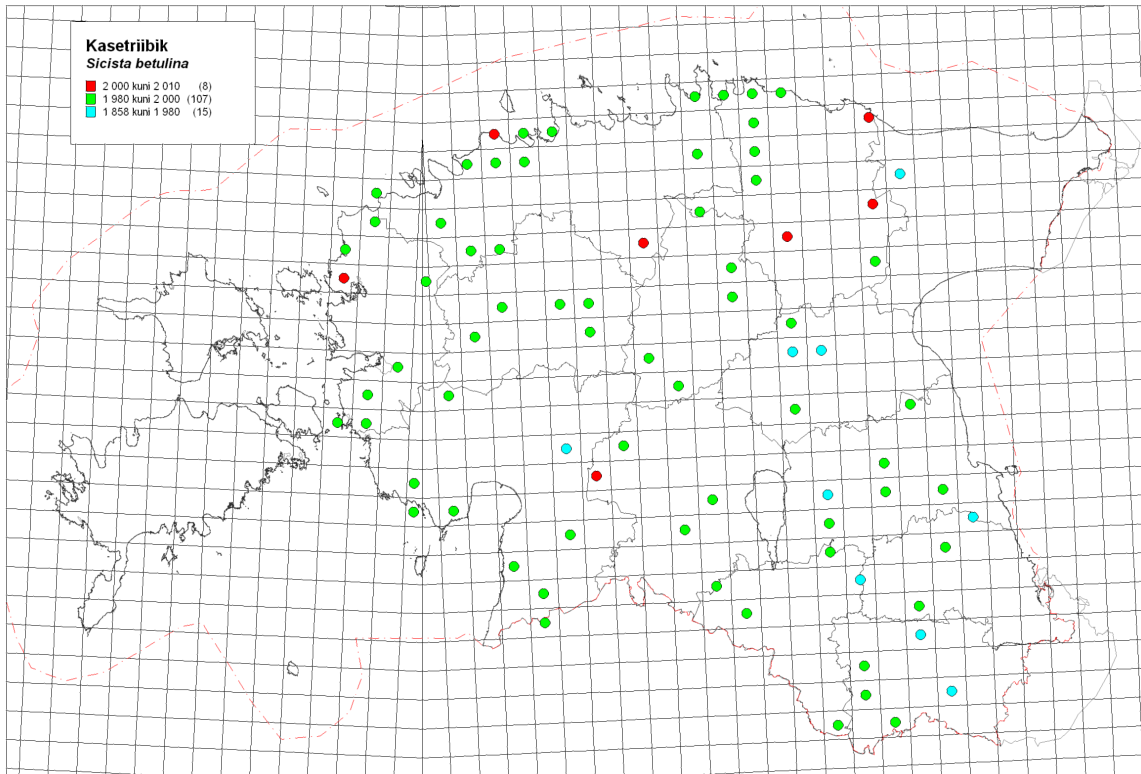 Kasetriibik
Sicista betulina
2 000 kuni 2 010 (8)
1 980 kuni 2 000 (107)
1 858 kuni 1 980 (15)